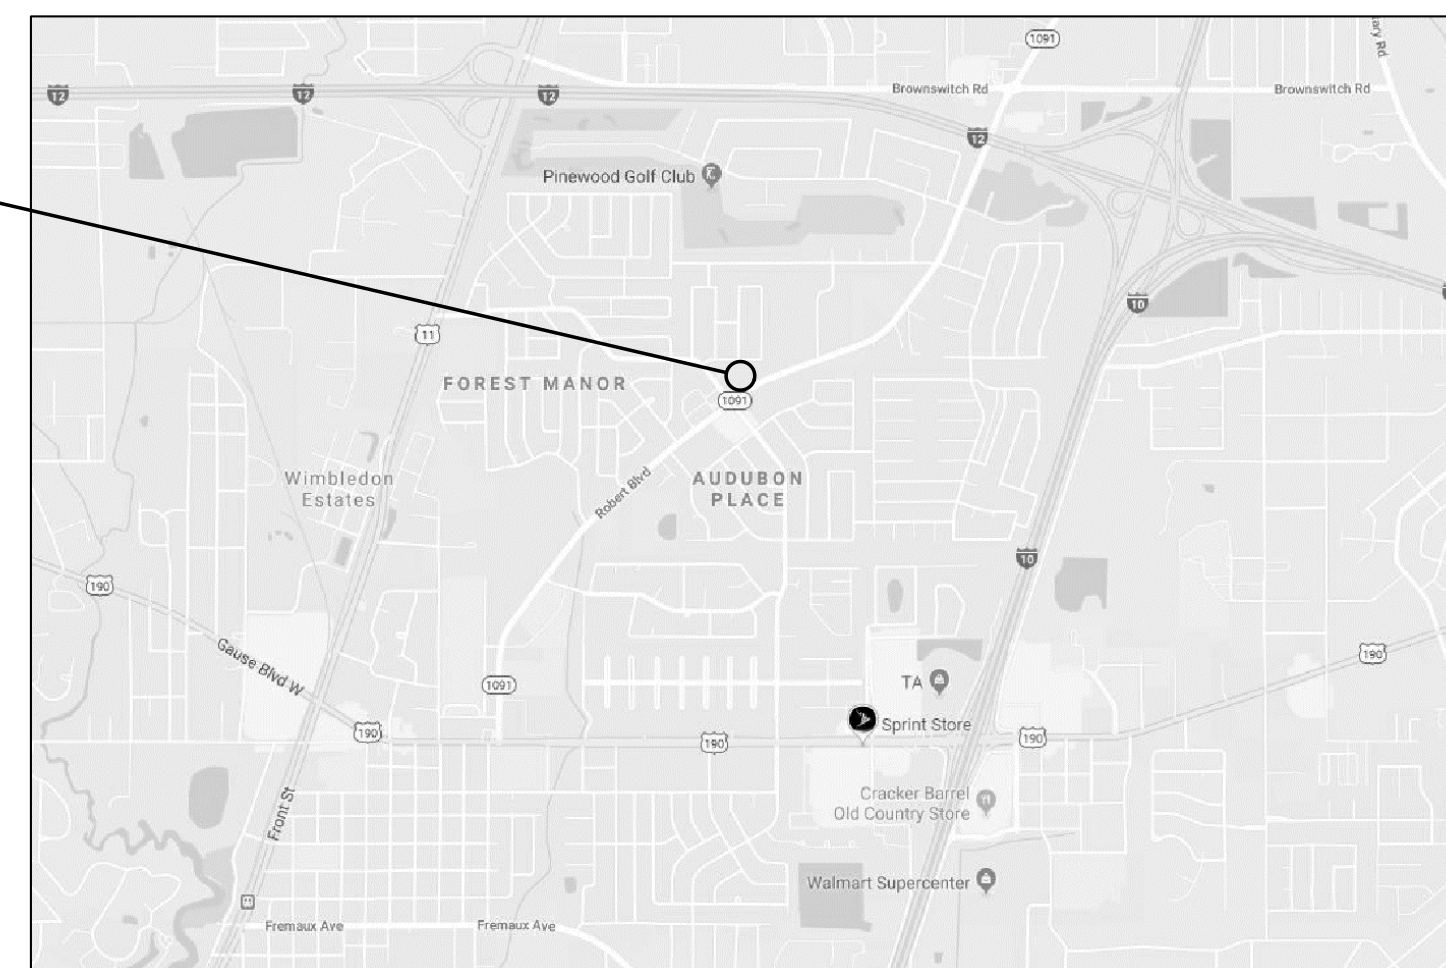 1091
ary Rd
12
12
12
Brownswitch Rd
Brownswitch Rd
12
Pinewood Golf Club
10
11
FOREST MANOR
1091
Wimbledon
Estates
AUDUBON
PLACE
Robert Blvd
10
190
Gause Blvd W
190
TA
1091
Sprint Store
190
190
190
Cracker Barrel
Old Country Store
Front St
Walmart Supercenter
Fremaux Ave
Fremaux Ave